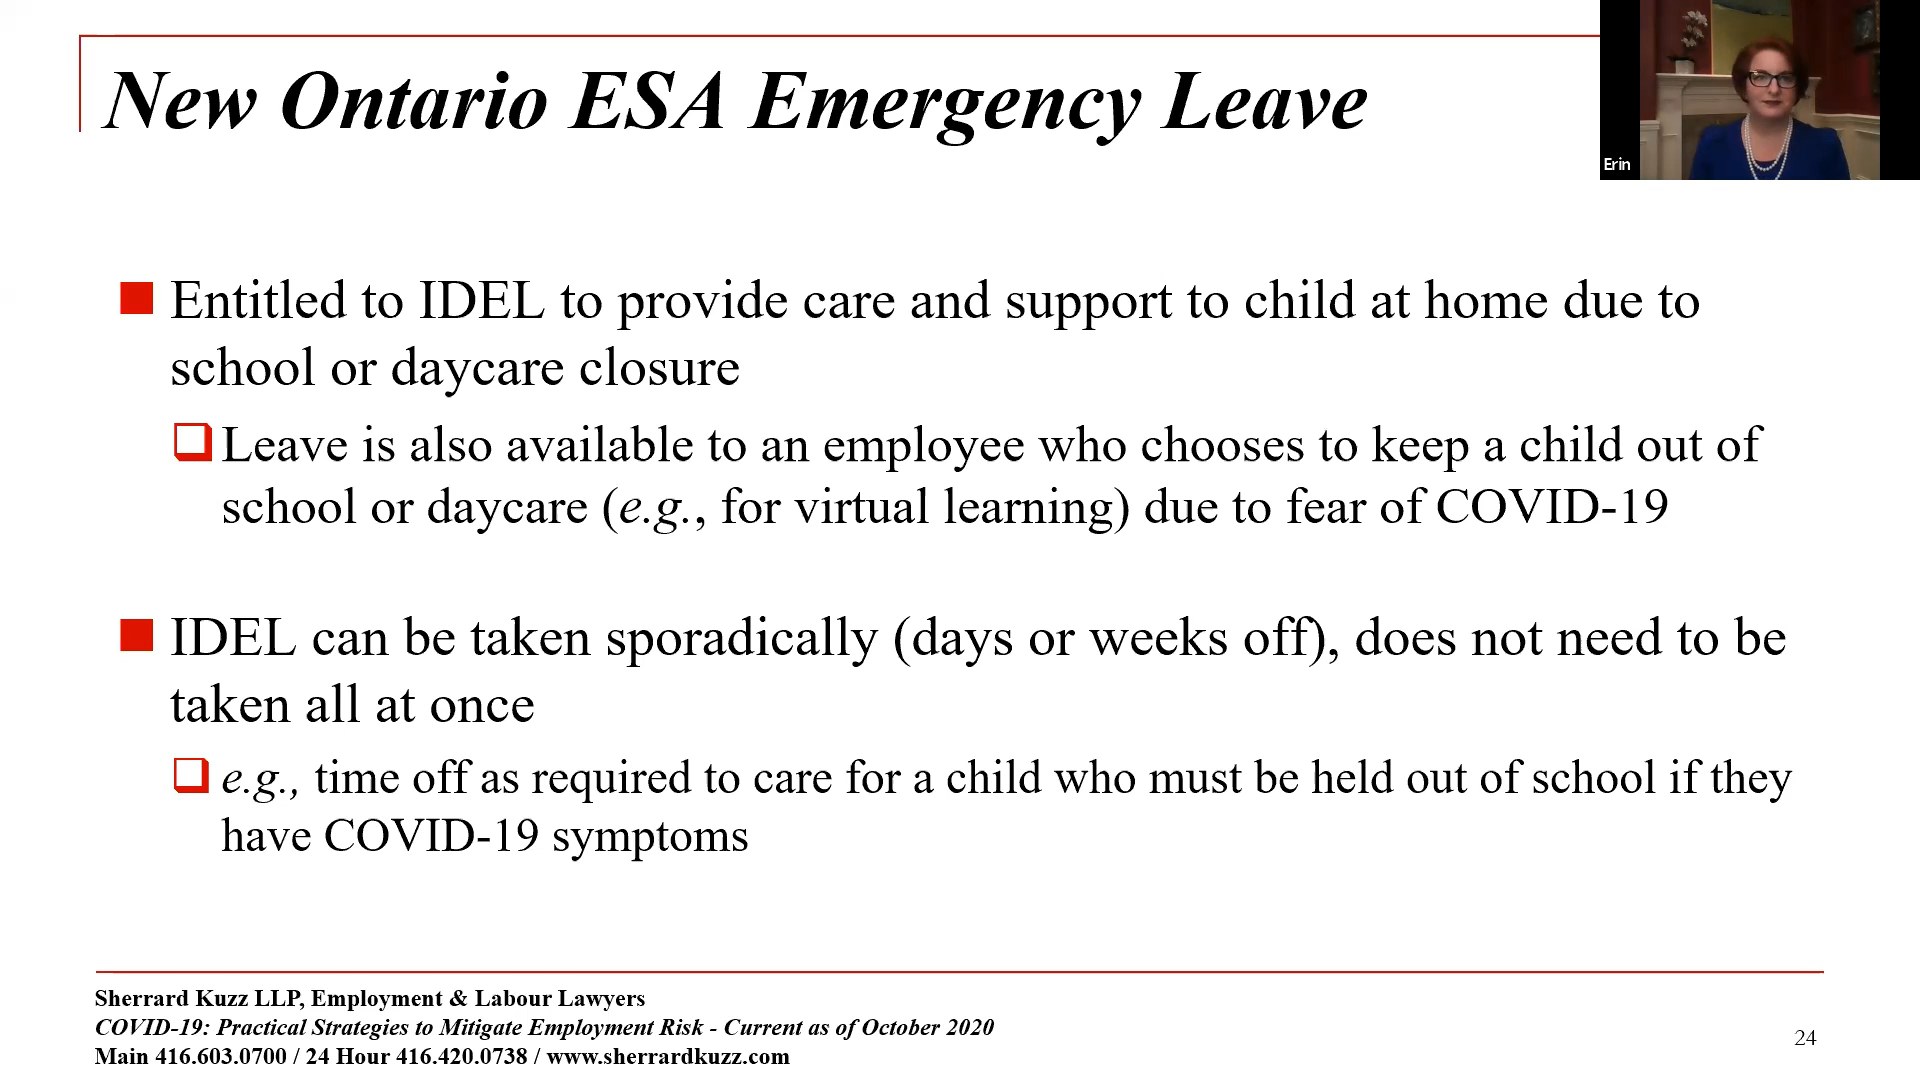 New Ontario ESA Emergency Leave
Erin
Entitled to IDEL to provide care and support to child at home due to
school or daycare closure
Leave is also available to an employee who chooses to keep a child out of
school or daycare (e.g., for virtual learning) due to fear of COVID-19
IDEL can be taken sporadically (days or weeks off), does not need to be
taken all at once
e.g., time off as required to care for a child who must be held out of school if they
have COVID-19 symptoms
Sherrard Kuzz LLP, Employment & Labour Lawyers
COVID-19: Practical Strategies to Mitigate Employment Risk - Current as of October 2020
Main 416.603.0700 / 24 Hour 416.420.0738 / www.sherrardkuzz.com
24